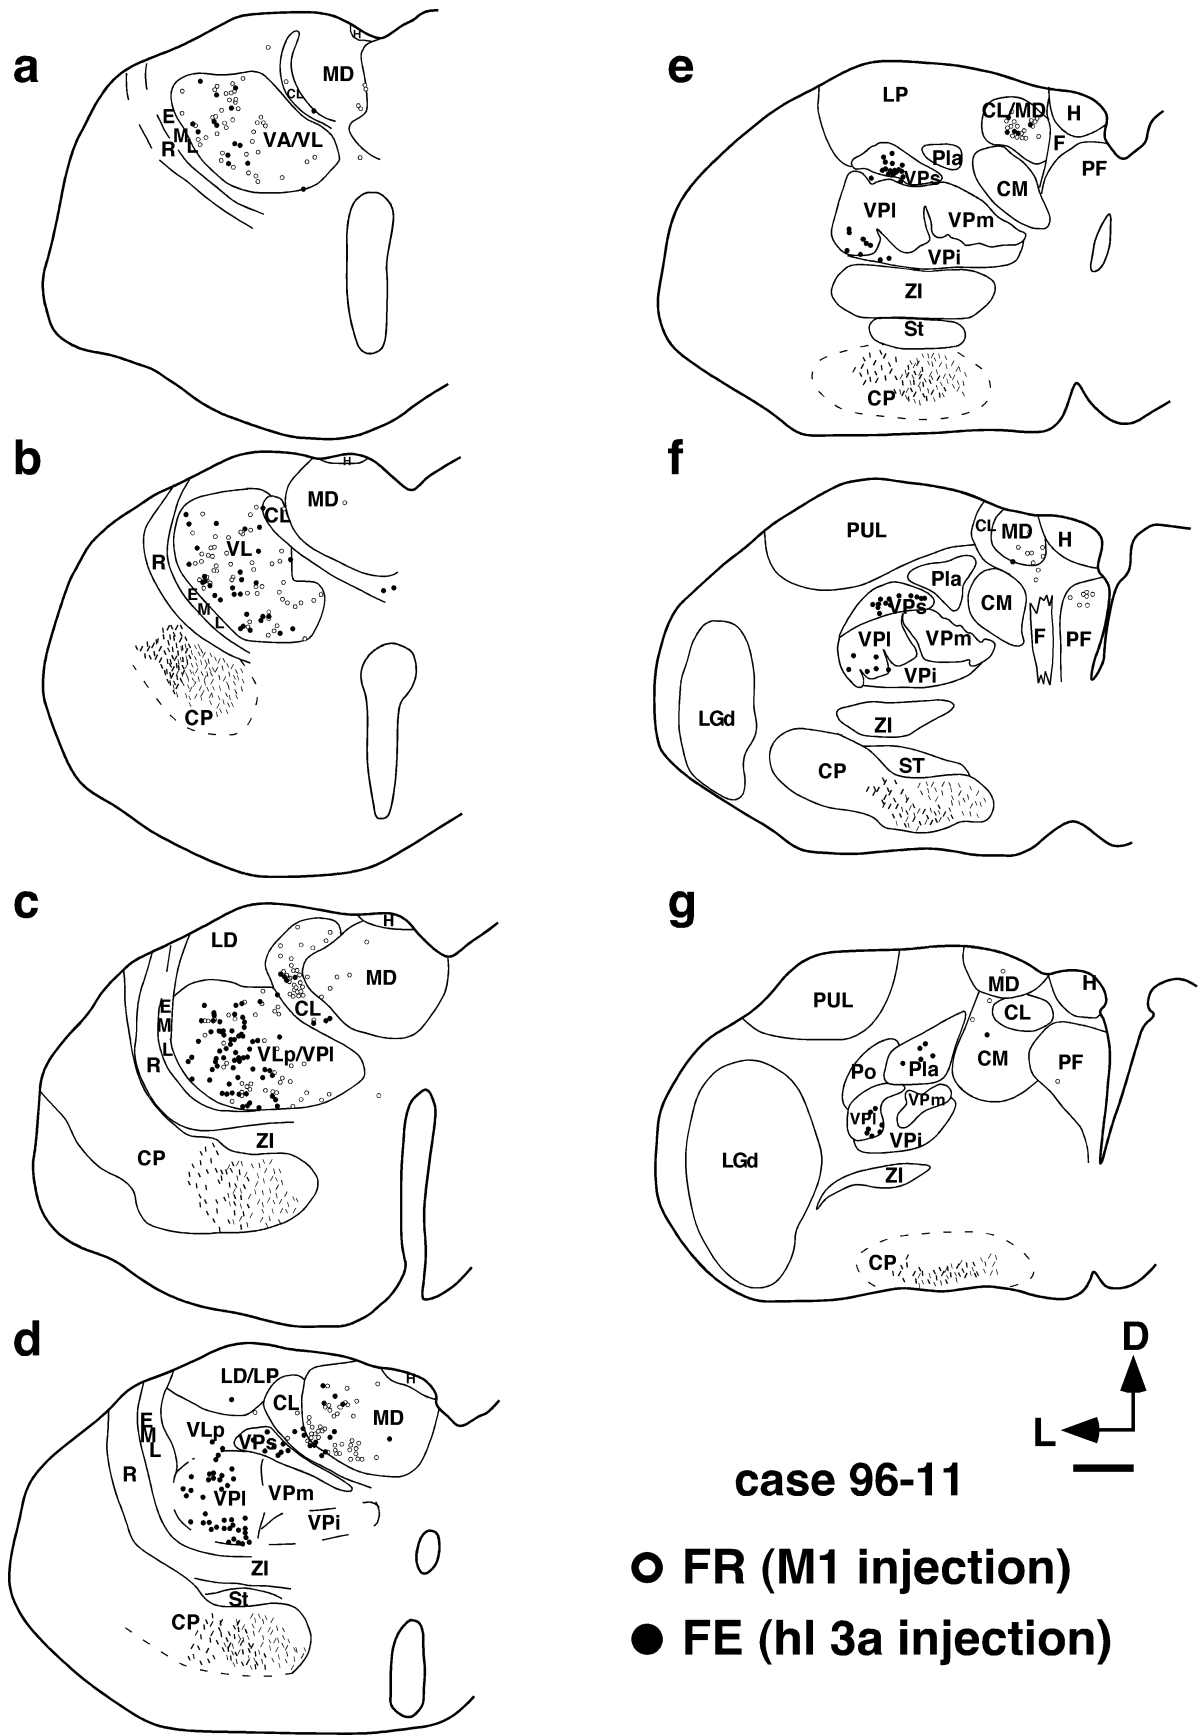 a
H
MD
CL
E
M
L
R
VA/VL
b
H
MD
CL
VL
R
E
M
L
CP
c
H
LD
MD
CL
E
M
L
R
VLp/VPl
ZI
CP
d
H
LD/LP
CL
MD
E
M
L
VLp
VPs
R
VPl
VPm
VPi
ZI
St
CP
e
LP
CL/MD
H
F
Pla
PF
VPs
CM
VPl
VPm
VPi
ZI
St
CP
f
PUL
CL
MD
H
Pla
VPs
CM
VPl
VPm
F
PF
VPi
LGd
ZI
CP
ST
g
PUL
MD
H
CL
Po
Pla
CM
PF
VPm
VPl
VPi
LGd
ZI
CP
D
L
case 96-11
FR (M1 injection)
FE (hl 3a injection)